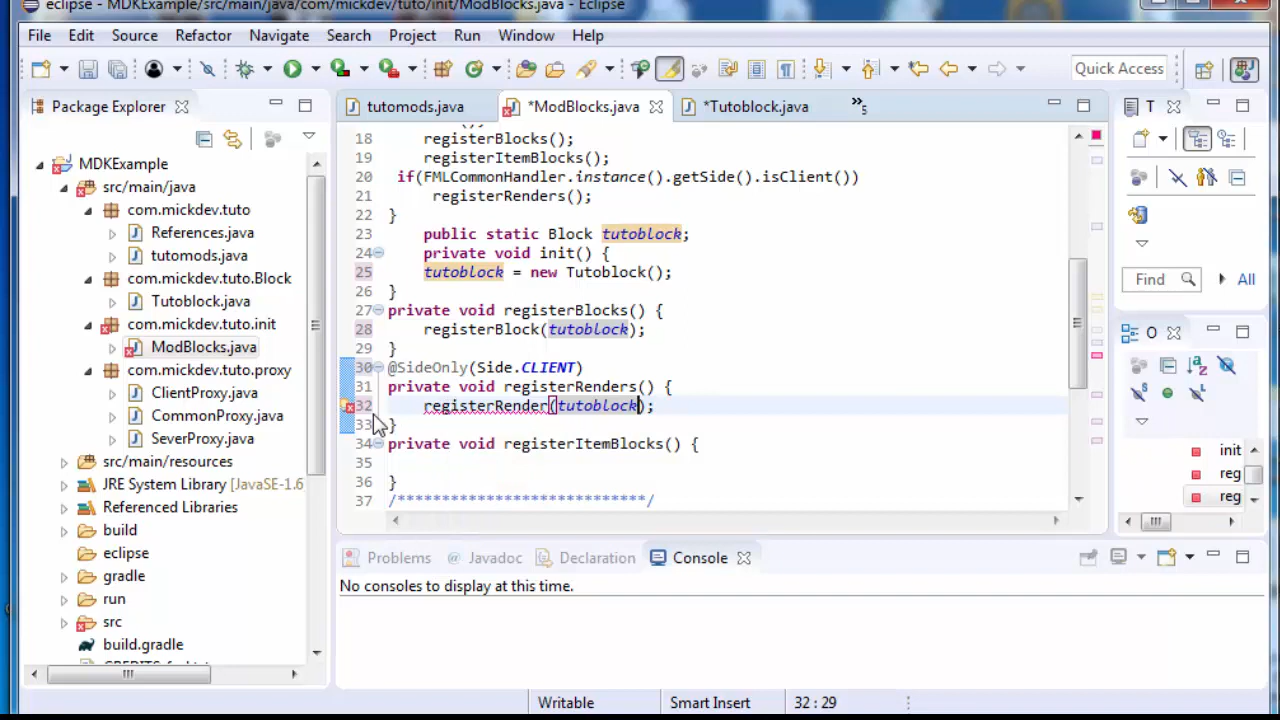 eclipse - MDKExample/src/main/java/com/mickdev/tuto/init/ModBlocks.java - Eclipse
File Edit Source Refactor Navigate Search Project Run Window Help
Quick Access
Package Explorer
tutomods.java
*ModBlocks.java
*Tutoblock.java
»5
T
MDKExample
src/main/java
com.mickdev.tuto
References.java
tutomods.java
com.mickdev.tuto.Block
Tutoblock.java
com.mickdev.tuto.init
ModBlocks.java
com.mickdev.tuto.proxy
ClientProxy.java
CommonProxy.java
SeverProxy.java
src/main/resources
JRE System Library [JavaSE-1.6
Referenced Libraries
build
eclipse
gradle
run
src
build.gradle
18 registerBlocks();
19 registerItemBlocks();
20 if(FMLCommonHandler.instance().getSide().isClient())
21 registerRenders();
22 }
23 public static Block tutoblock;
24 private void init() {
25 tutoblock = new Tutoblock();
26 }
27 private void registerBlocks() {
28 registerBlock(tutoblock);
29 }
30 @SideOnly(Side.CLIENT)
31 private void registerRenders() {
32 registerRender(tutoblock);
33 }
34 private void registerItemBlocks() {
35
36 }
37 /****************************/
Find
All
O
init
reg
reg
Problems @ Javadoc Declaration Console
No consoles to display at this time.
Writable Smart Insert 32 : 29